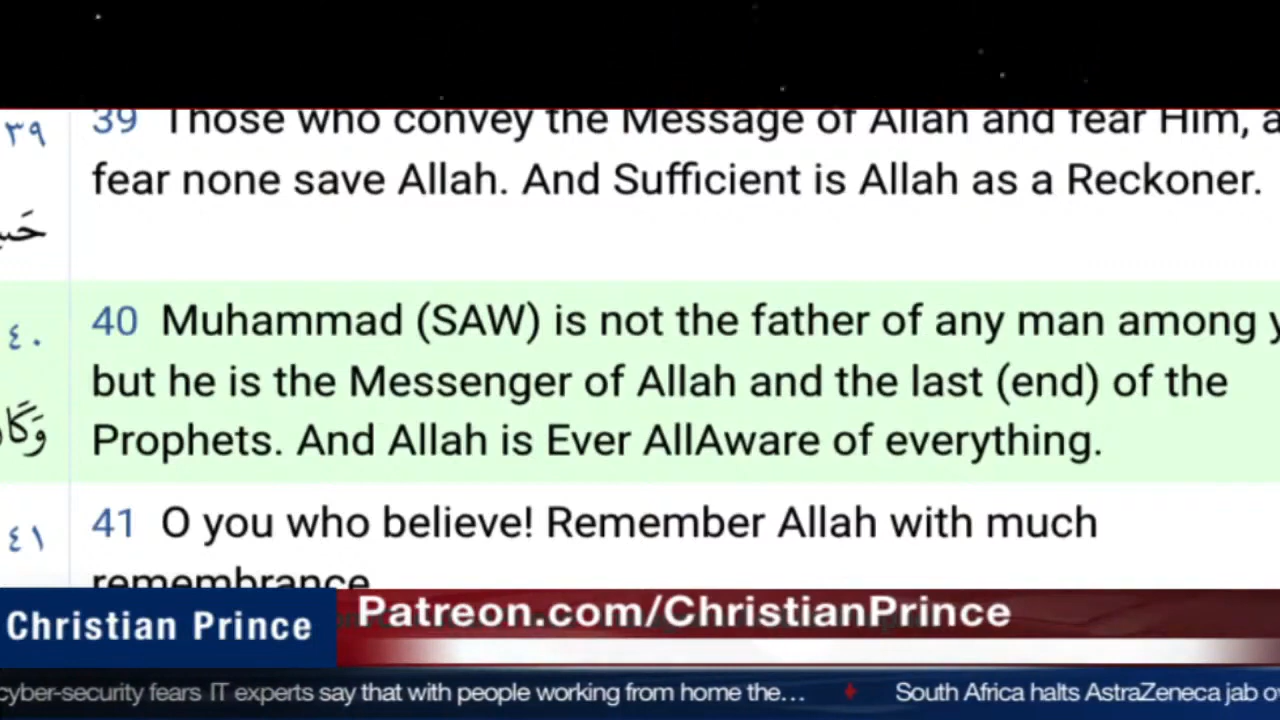 ٣٩
39 Those who convey the Message of Allah and fear Him, a
fear none save Allah. And Sufficient is Allah as a Reckoner.
٤٠
40 Muhammad (SAW) is not the father of any man among y
but he is the Messenger of Allah and the last (end) of the
Prophets. And Allah is Ever AllAware of everything.
٤١
41 O you who believe! Remember Allah with much
remembrance
Christian Prince
Patreon.com/ChristianPrince
cyber-security fears IT experts say that with people working from home the... South Africa halts AstraZeneca jab